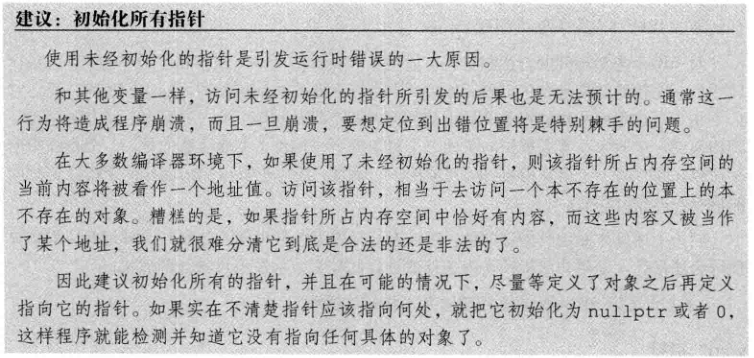 建议：初始化所有指针
使用未经初始化的指针是引发运行时错误的一大原因。
和其他变量一样，访问未经初始化的指针所引发的后果也是无法预计的。通常这一
行为将造成程序崩溃，而且一旦崩溃，要想定位到出错位置将是特别棘手的问题。
在大多数编译器环境下，如果使用了未经初始化的指针，则该指针所占内存空间的
当前内容将被看作一个地址值。访问该指针，相当于去访问一个本不存在的位置上的本
不存在的对象。糟糕的是，如果指针所占内存空间中恰好有内容，而这些内容又被当作
了某个地址，我们就很难分清它到底是合法的还是非法的了。
因此建议初始化所有的指针，并且在可能的情况下，尽量等定义了对象之后再定义
指向它的指针。如果实在不清楚指针应该指向何处，就把它初始化为 nullptr 或者 0，
这样程序就能检测并知道它没有指向任何具体的对象了。